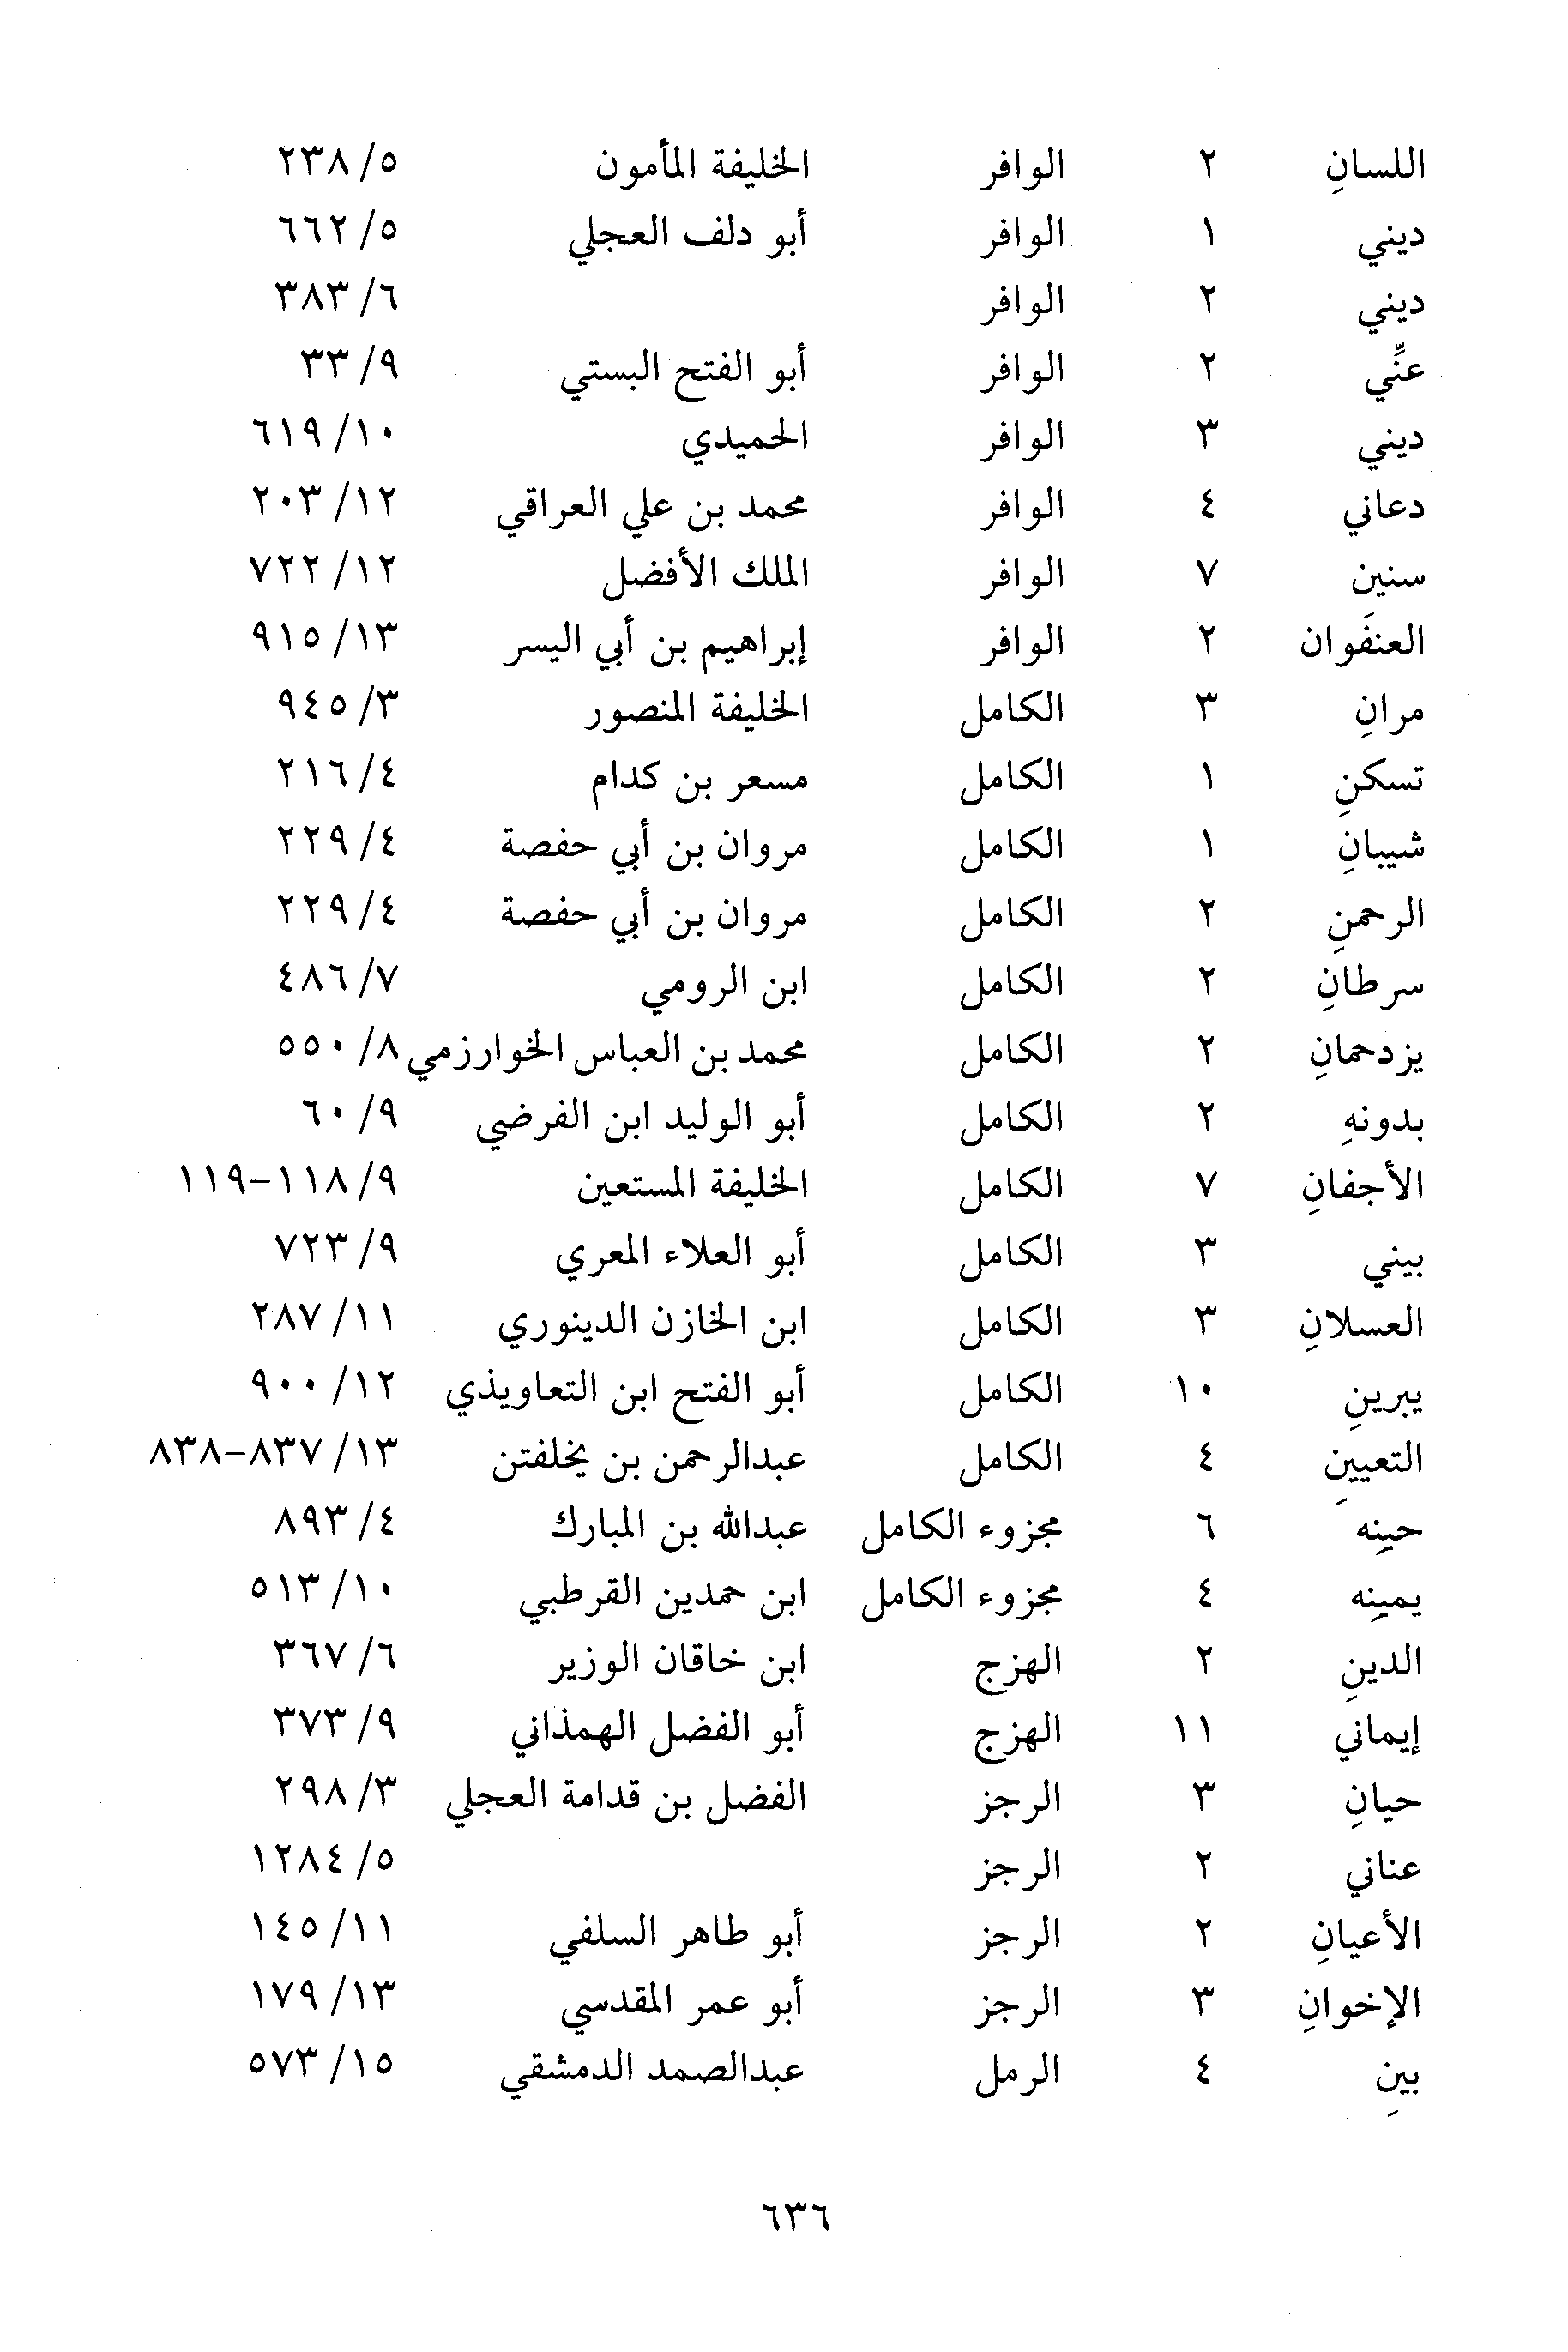 اللسانِ ٢ الوافر الخليفة المأمون ٥/ ٢٣٨
ديني ١ الوافر أبو دلف العجلي ٥/ ٦٦٢
ديني ٢ الوافر ٦/ ٣٨٣
عنِّي ٢ الوافر أبو الفتح البستي ٩/ ٣٣
ديني ٣ الوافر الحميدي ١٠/ ٦١٩
دعاني ٤ الوافر محمد بن علي العراقي ١٢/ ٢٠٣
سنين ٧ الوافر الملك الأفضل ١٢/ ٧٢٢
العنفَوان ٢ الوافر إبراهيم بن أبي اليسر ١٣/ ٩١٥
مرانِ ٣ الكامل الخليفة المنصور ٣/ ٩٤٥
تسكنِ ١ الكامل مسعر بن كدام ٤/ ٢١٦
شيبانِ ١ الكامل مروان بن أبي حفصة ٤/ ٢٢٩
الرحمنِ ٢ الكامل مروان بن أبي حفصة ٤/ ٢٢٩
سرطانِ ٢ الكامل ابن الرومي ٧/ ٤٨٦
يزدحمانِ ٢ الكامل محمد بن العباس الخوارزمي ٨/ ٥٥٠
بدونهِ ٢ الكامل أبو الوليد ابن الفرضي ٩/ ٦٠
الأجفانِ ٧ الكامل الخليفة المستعين ٩/ ١١٨-١١٩
بيني ٣ الكامل أبو العلاء المعري ٩/ ٧٢٣
العسلانِ ٣ الكامل ابن الخازن الدينوري ١١/ ٢٨٧
يبرينِ ١٠ الكامل أبو الفتح ابن التعاويذي ١٢/ ٩٠٠
التعيينِ ٤ الكامل عبدالرحمن بن يخلفتن ١٣/ ٨٣٧-٨٣٨
حينِه ٦ مجزوء الكامل عبدالله بن المبارك ٤/ ٨٩٣
يمينِه ٤ مجزوء الكامل ابن حمدين القرطبي ١٠/ ٥١٣
الدينِ ٢ الهزج ابن خاقان الوزير ٦/ ٣٦٧
إيماني ١١ الهزج أبو الفضل الهمذاني ٩/ ٣٧٣
حيانِ ٣ الرجز الفضل بن قدامة العجلي ٣/ ٢٩٨
عناني ٢ الرجز ٥/ ١٢٨٤
الأعيانِ ٢ الرجز أبو طاهر السلفي ١١/ ١٤٥
الإخوانِ ٣ الرجز أبو عمر المقدسي ١٣/ ١٧٩
بينِ ٤ الرمل عبدالصمد الدمشقي ١٥/ ٥٧٣
٦٣٦